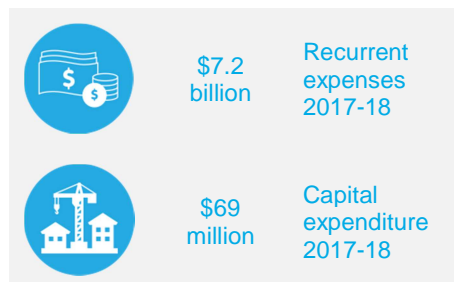 $
$
$7.2
billion
Recurrent
expenses
2017-18
$69
million
Capital
expenditure
2017-18